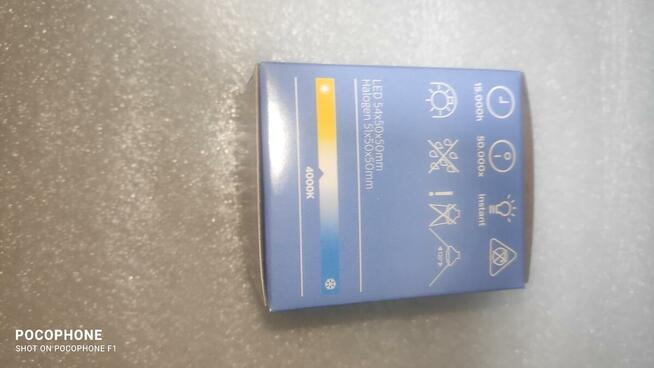 15.000h
50.000x
instant
LED 54x50x50mm
Halogen 51x50x50mm
4000K
POCOPHONE
SHOT ON POCOPHONE F1